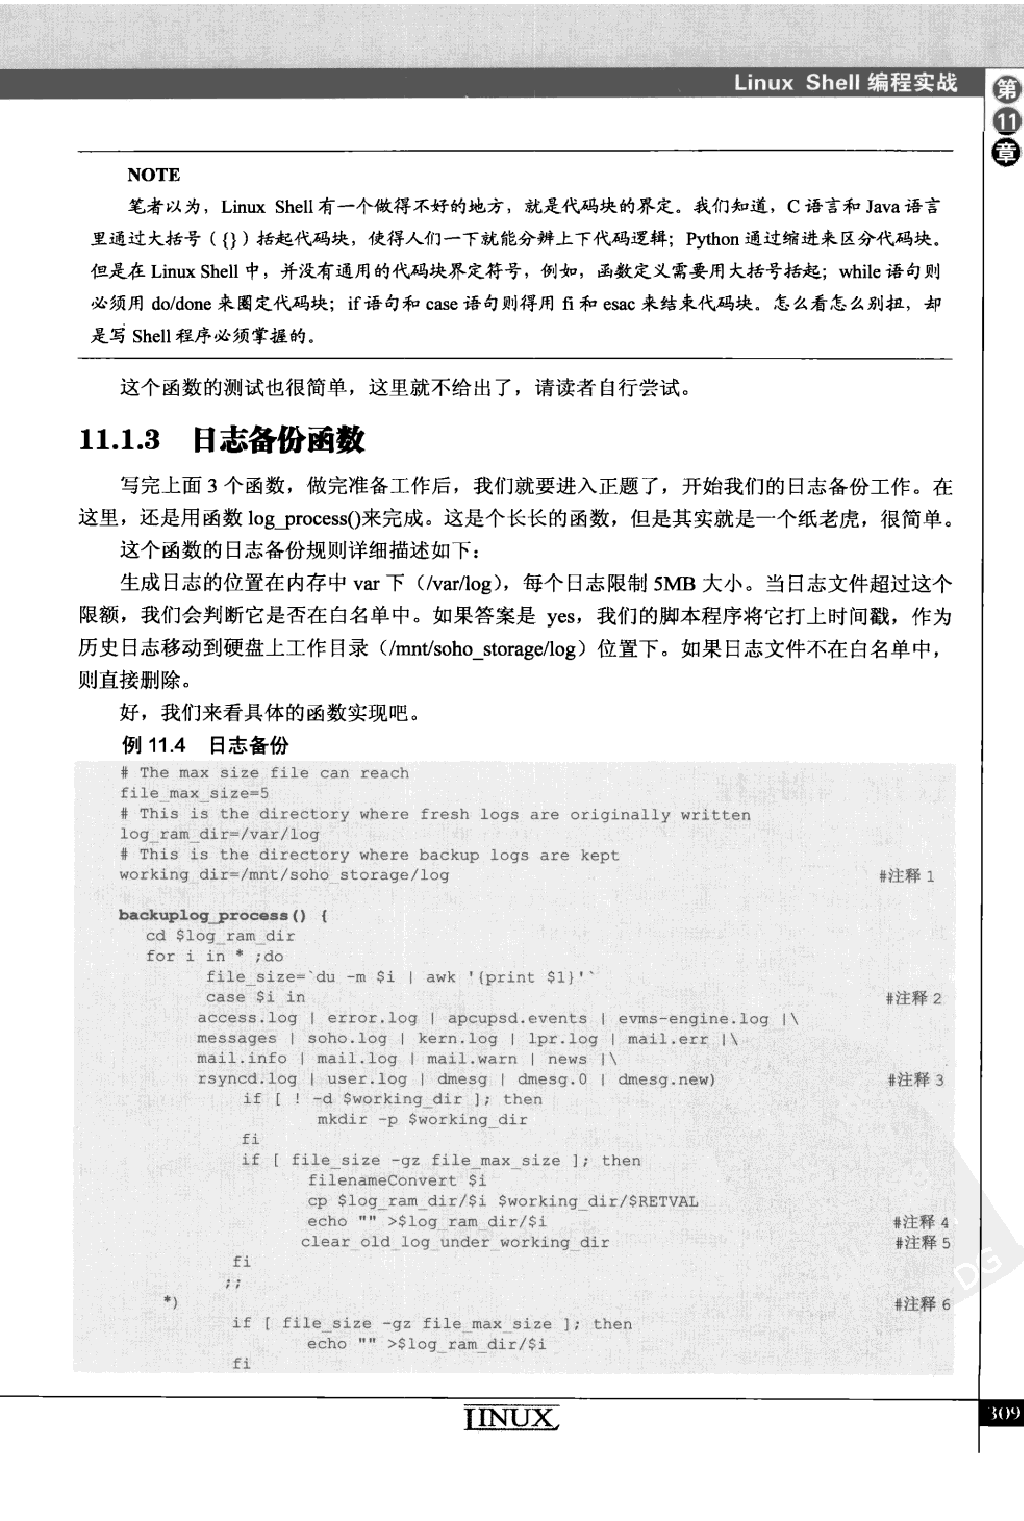 Linux Shell 编程实战
第
11
章
NOTE
笔者以为，Linux Shell 有一个做得不好的地方，就是代码块的界定。我们知道，C 语言和 Java 语言
里通过大括号（{}）括起代码块，使得人们一下就能分辨上下代码逻辑；Python 通过缩进来区分代码块。
但是在 Linux Shell 中，并没有通用的代码块界定符号，例如，函数定义需要用大括号括起；while 语句则
必须用 do/done 来圈定代码块；if 语句和 case 语句则得用 fi 和 esac 来结束代码块。怎么看怎么别扭，却
是写 Shell 程序必须掌握的。
这个函数的测试也很简单，这里就不给出了，请读者自行尝试。
11.1.3 日志备份函数
写完上面 3 个函数，做完准备工作后，我们就要进入正题了，开始我们的日志备份工作。在
这里，还是用函数 log_process()来完成。这是个长长的函数，但是其实就是一个纸老虎，很简单。
这个函数的日志备份规则详细描述如下：
生成日志的位置在内存中 var 下（/var/log），每个日志限制 5MB 大小。当日志文件超过这个
限额，我们会判断它是否在白名单中。如果答案是 yes，我们的脚本程序将它打上时间戳，作为
历史日志移动到硬盘上工作目录（/mnt/soho_storage/log）位置下。如果日志文件不在白名单中，
则直接删除。
好，我们来看具体的函数实现吧。
例 11.4 日志备份
# The max size file can reach
file_max_size=5
# This is the directory where fresh logs are originally written
log_ram_dir=/var/log
# This is the directory where backup logs are kept
working_dir=/mnt/soho_storage/log #注释 1
backuplog_process() {
cd $log_ram_dir
for i in * ;do
file_size=`du -m $i | awk '{print $1}'`
case $i in #注释 2
access.log | error.log | apcupsd.events | evms-engine.log |\
messages | soho.log | kern.log | lpr.log | mail.err |\
mail.info | mail.log | mail.warn | news |\
rsyncd.log | user.log | dmesg | dmesg.0 | dmesg.new) #注释 3
if [ ! -d $working_dir ]; then
mkdir -p $working_dir
fi
if [ file_size -gz file_max_size ]; then
filenameConvert $i
cp $log_ram_dir/$i $working_dir/$RETVAL
echo "" >$log_ram_dir/$i #注释 4
clear_old_log_under_working_dir #注释 5
fi
;;
*) #注释 6
if [ file_size -gz file_max_size ]; then
echo "" >$log_ram_dir/$i
fi
LINUX
309